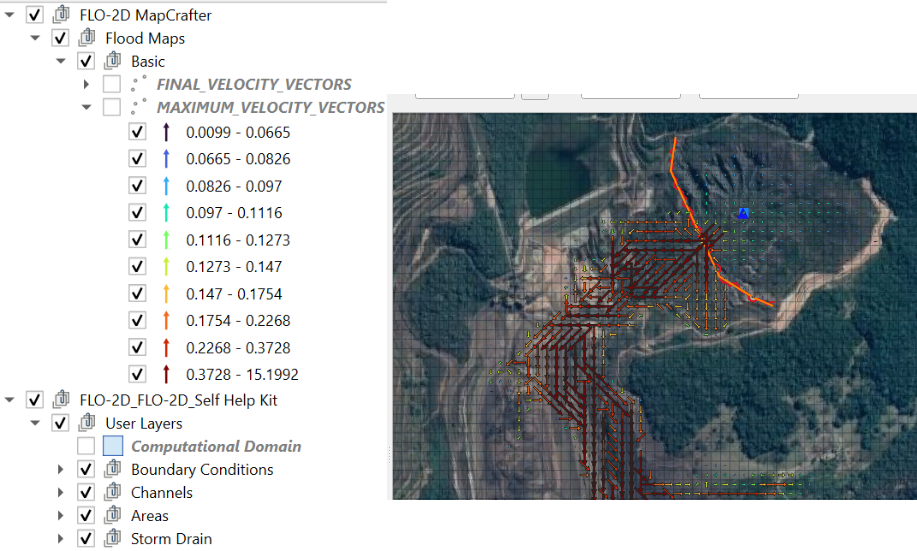 FLO-2D MapCrafter
Flood Maps
Basic
FINAL_VELOCITY_VECTORS
MAXIMUM_VELOCITY_VECTORS
0.0099 - 0.0665
0.0665 - 0.0826
0.0826 - 0.097
0.097 - 0.1116
0.1116 - 0.1273
0.1273 - 0.147
0.147 - 0.1754
0.1754 - 0.2268
0.2268 - 0.3728
0.3728 - 15.1992
FLO-2D_FLO-2D_Self Help Kit
User Layers
Computational Domain
Boundary Conditions
Channels
Areas
Storm Drain